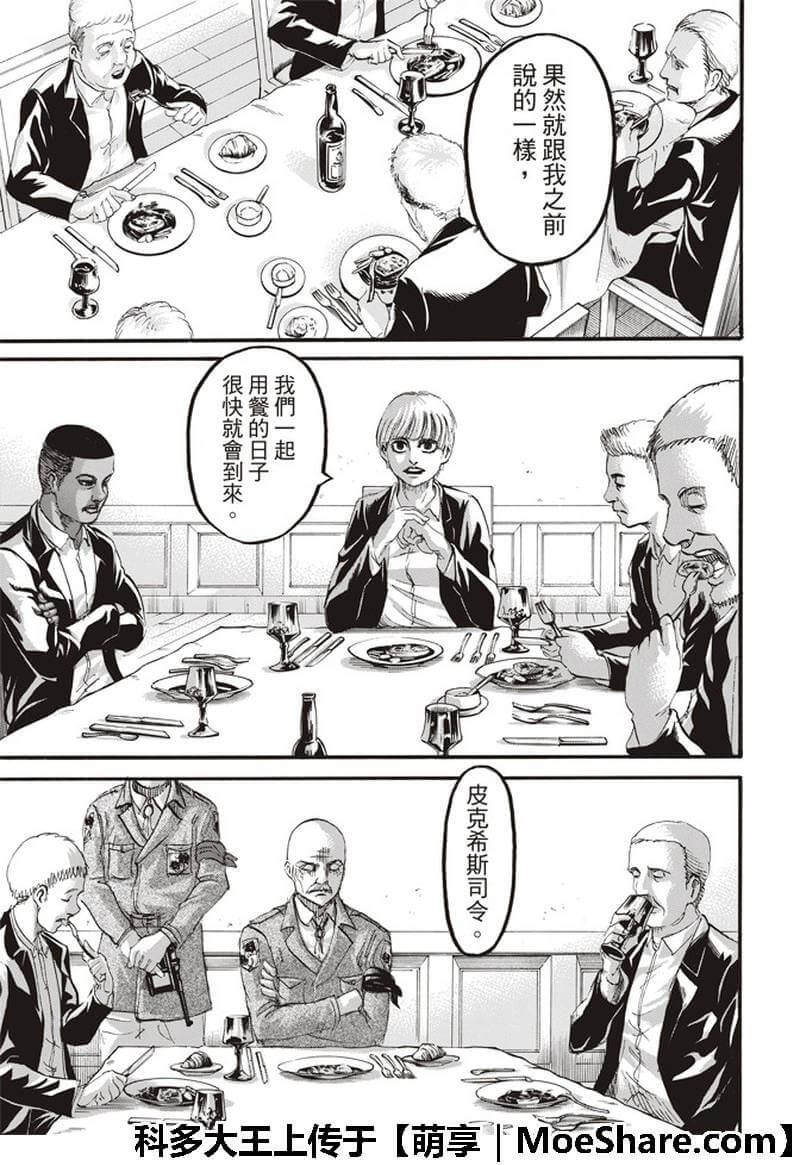 果然就跟我之前
說的一樣，
我們一起
用餐的日子
很快就會到來。
皮克希斯司令。
科多大王上传于【萌享｜MoeShare.com】